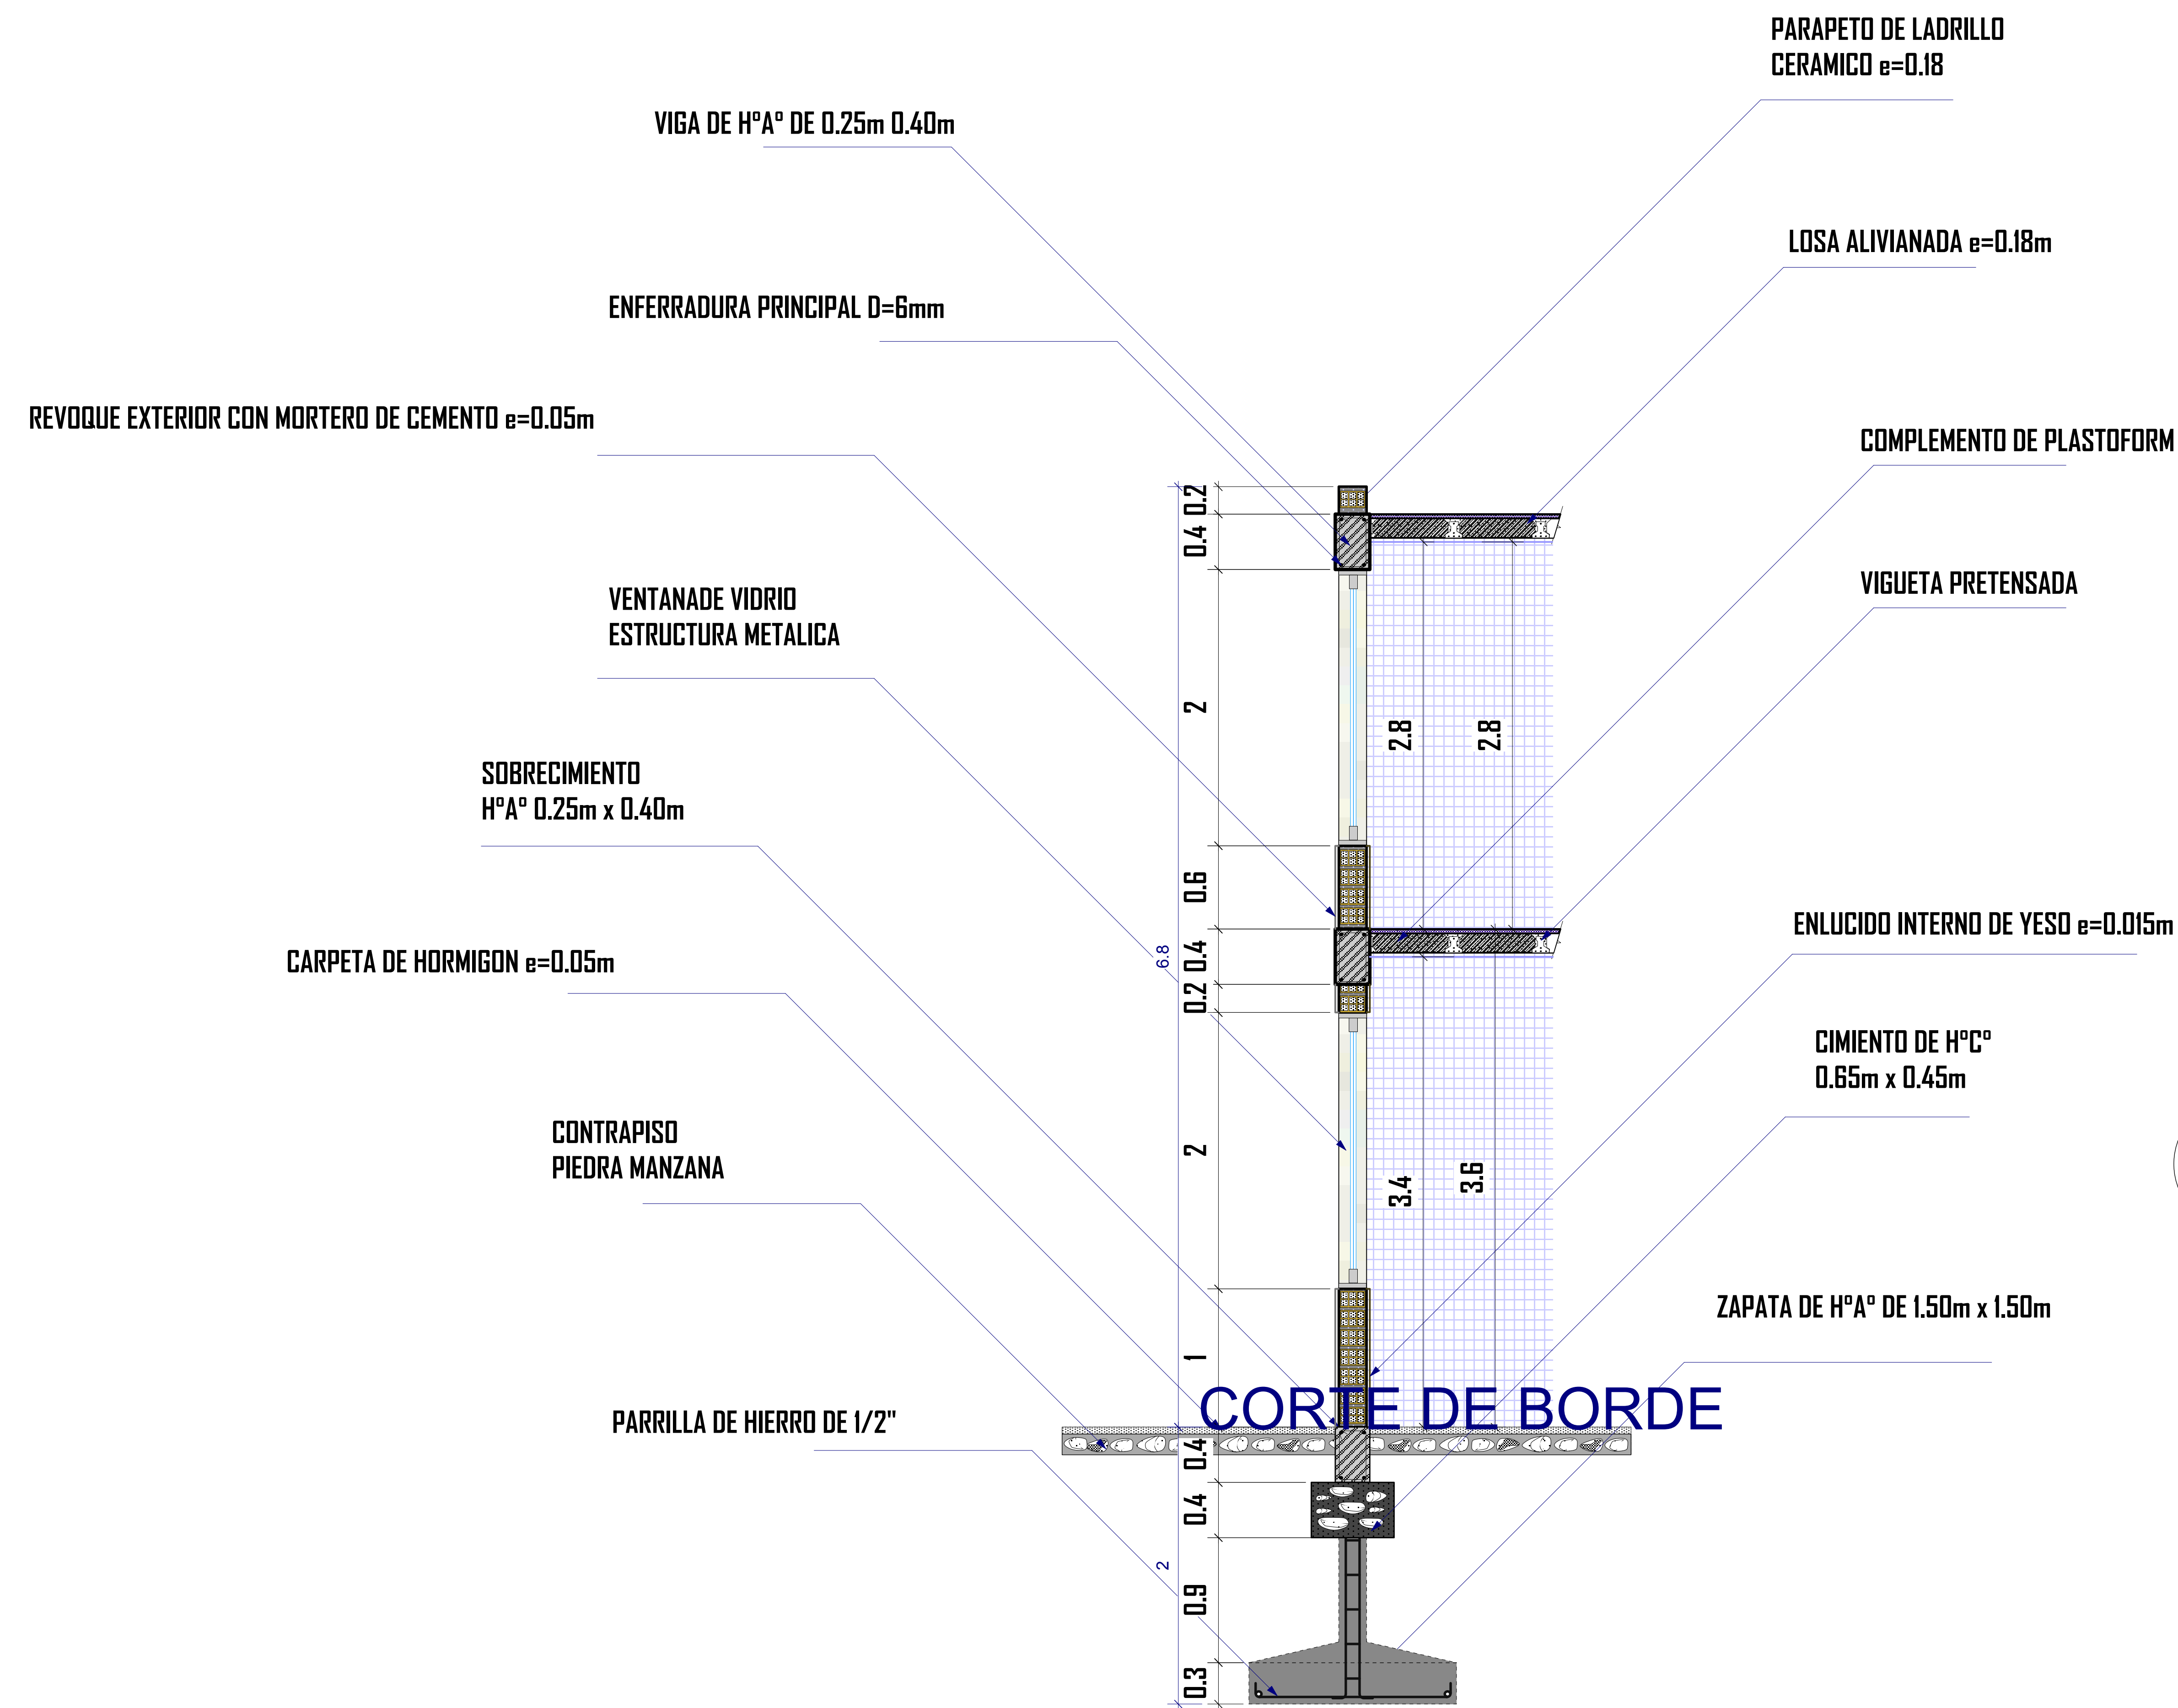 PARAPETO DE LADRILLO
CERAMICO e=0.18
VIGA DE H°A° DE 0.25m 0.40m
LOSA ALIVIANADA e=0.18m
ENFERRADURA PRINCIPAL D=6mm
REVOQUE EXTERIOR CON MORTERO DE CEMENTO e=0.05m
COMPLEMENTO DE PLASTOFORM
0.2
0.4
VENTANADE VIDRIO
ESTRUCTURA METALICA
VIGUETA PRETENSADA
2
2.8
2.8
SOBRECIMIENTO
H°A° 0.25m x 0.40m
0.6
ENLUCIDO INTERNO DE YESO e=0.015m
CARPETA DE HORMIGON e=0.05m
6.8
0.4
0.2
CIMIENTO DE H°C°
0.65m x 0.45m
CONTRAPISO
PIEDRA MANZANA
2
3.4
3.6
ZAPATA DE H°A° DE 1.50m x 1.50m
1
CORTE DE BORDE
PARRILLA DE HIERRO DE 1/2"
0.4
0.4
2
0.9
0.3